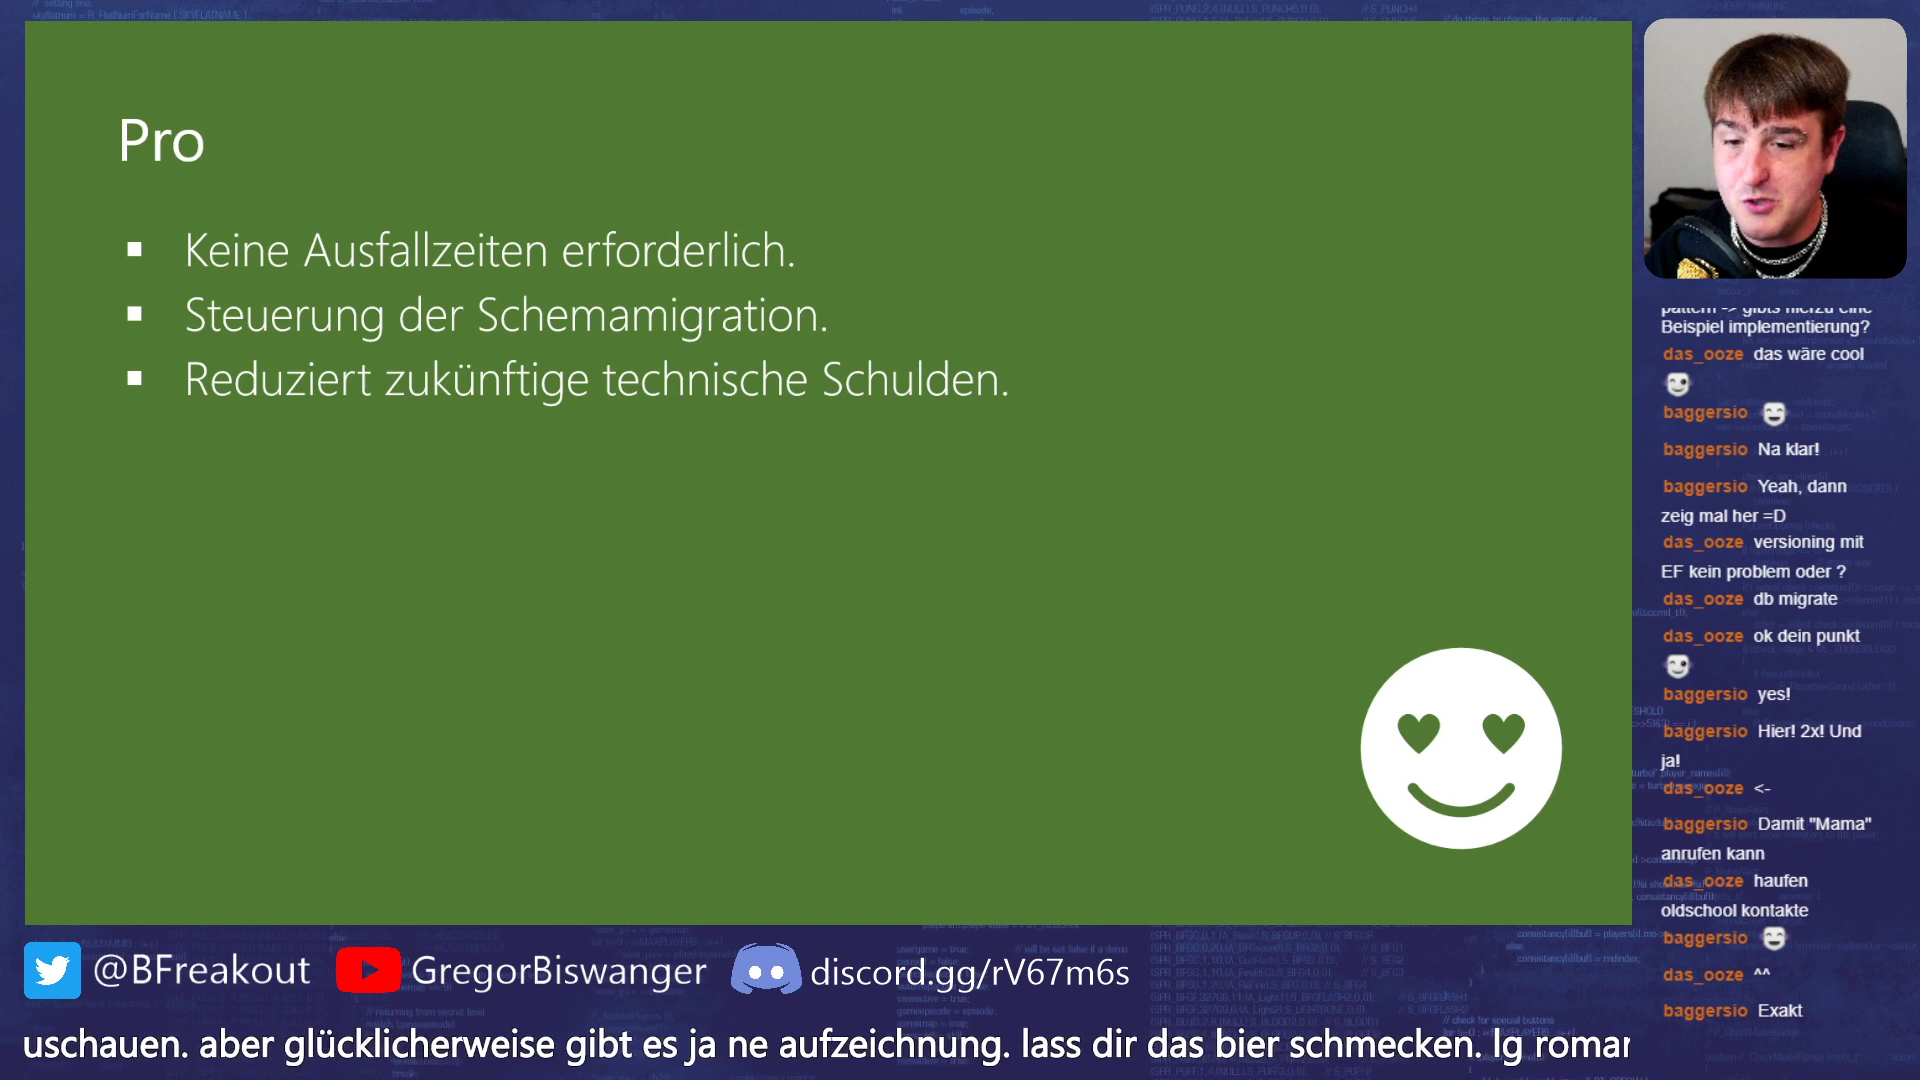 Pro
Keine Ausfallzeiten erforderlich.
Steuerung der Schemamigration.
Reduziert zukünftige technische Schulden.
Beispiel implementierung?
das_ooze das wäre cool
baggersio
baggersio Na klar!
baggersio Yeah, dann
zeig mal her =D
das_ooze versioning mit
EF kein problem oder ?
das_ooze db migrate
das_ooze ok dein punkt
baggersio yes!
baggersio Hier! 2x! Und
ja!
das_ooze <-
baggersio Damit "Mama"
anrufen kann
das_ooze haufen
oldschool kontakte
baggersio
das_ooze ^^
baggersio Exakt
@BFreakout GregorBiswanger discord.gg/rV67m6s
uschauen. aber glücklicherweise gibt es ja ne aufzeichnung. lass dir das bier schmecken. lg